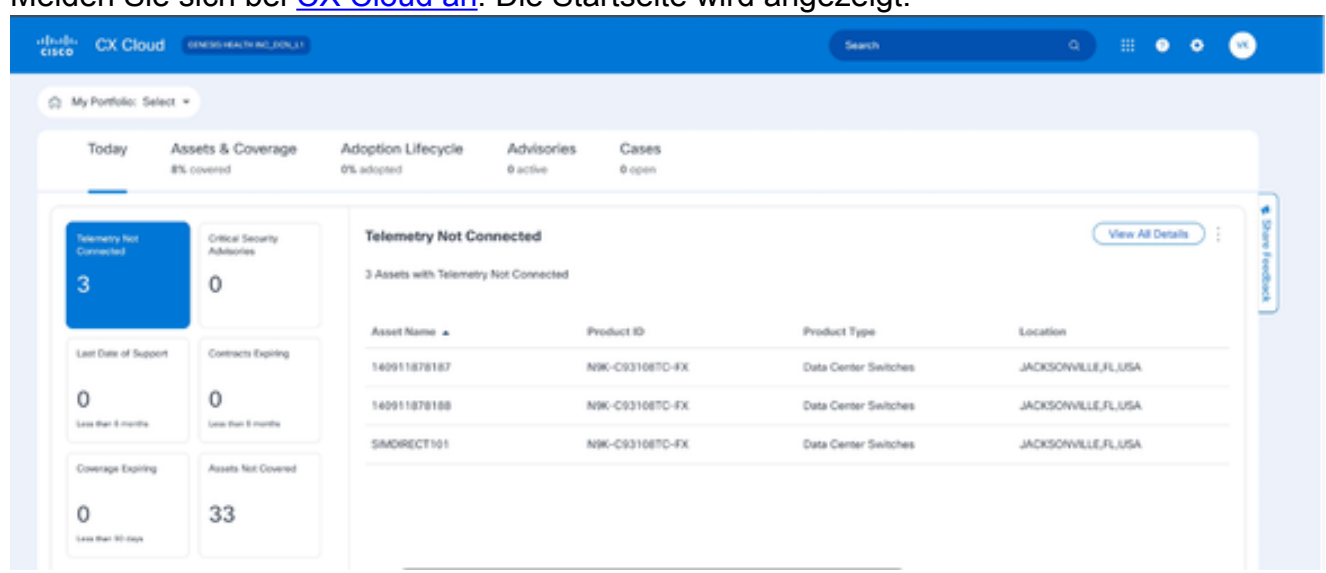 Melden Sie sich bei CX Cloud an. Die Startseite wird angezeigt.
CISCO CX Cloud GENESIS HEALTH INC_DCN_L1 Search VK
My Portfolio: Select
Today Assets & Coverage Adoption Lifecycle Advisories Cases
8% covered 0% adopted 0 active 0 open
Telemetry Not Connected
3
Critical Security Advisories
0
Last Date of Support
0
Less than 6 months
Contracts Expiring
0
Less than 6 months
Coverage Expiring
0
Less than 90 days
Assets Not Covered
33
Telemetry Not Connected View All Details
3 Assets with Telemetry Not Connected
Asset Name Product ID Product Type Location
140911878187 N9K-C93108TC-FX Data Center Switches JACKSONVILLE,FL,USA
140911878188 N9K-C93108TC-FX Data Center Switches JACKSONVILLE,FL,USA
SIMDIRECT101 N9K-C93108TC-FX Data Center Switches JACKSONVILLE,FL,USA
Share Feedback